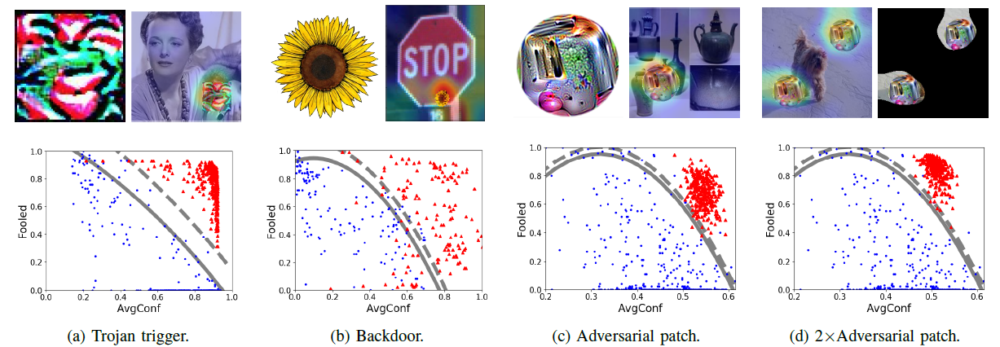 STOP
1.0
0.8
0.6
0.4
0.2
0.0
Fooled
0.0 0.2 0.4 0.6 0.8 1.0
AvgConf
(a) Trojan trigger.
1.0
0.8
0.6
0.4
0.2
0.0
Fooled
0.0 0.2 0.4 0.6 0.8 1.0
AvgConf
(b) Backdoor.
1.0
0.8
0.6
0.4
0.2
0.0
Fooled
0.2 0.3 0.4 0.5 0.6
AvgConf
(c) Adversarial patch.
1.0
0.8
0.6
0.4
0.2
0.0
Fooled
0.2 0.3 0.4 0.5 0.6
AvgConf
(d) 2×Adversarial patch.